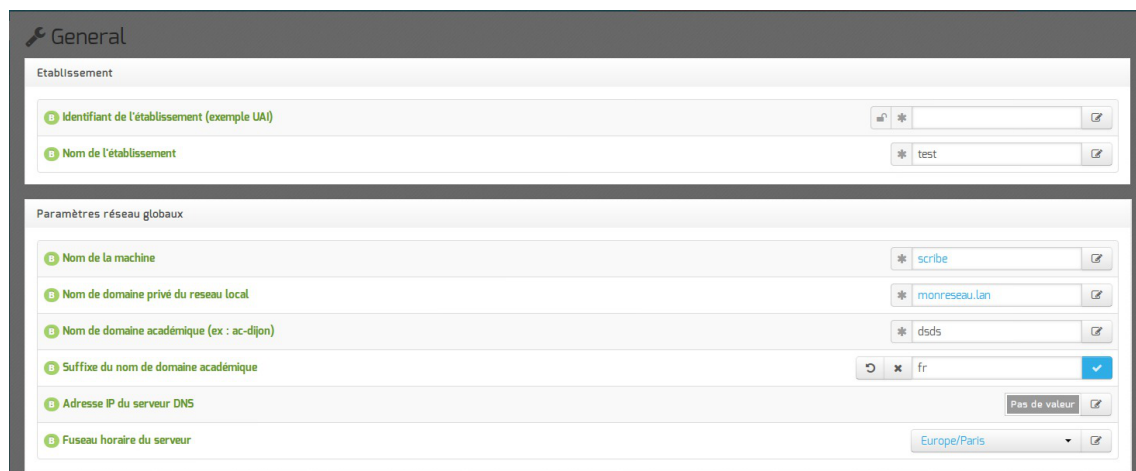 General
Etablissement
B Identifiant de l'établissement (exemple UAI)
B Nom de l'établissement test
Paramètres réseau globaux
B Nom de la machine scribe
B Nom de domaine privé du reseau local monreseau.lan
B Nom de domaine académique (ex : ac-dijon) dsds
B Suffixe du nom de domaine académique fr
B Adresse IP du serveur DNS Pas de valeur
B Fuseau horaire du serveur Europe/Paris